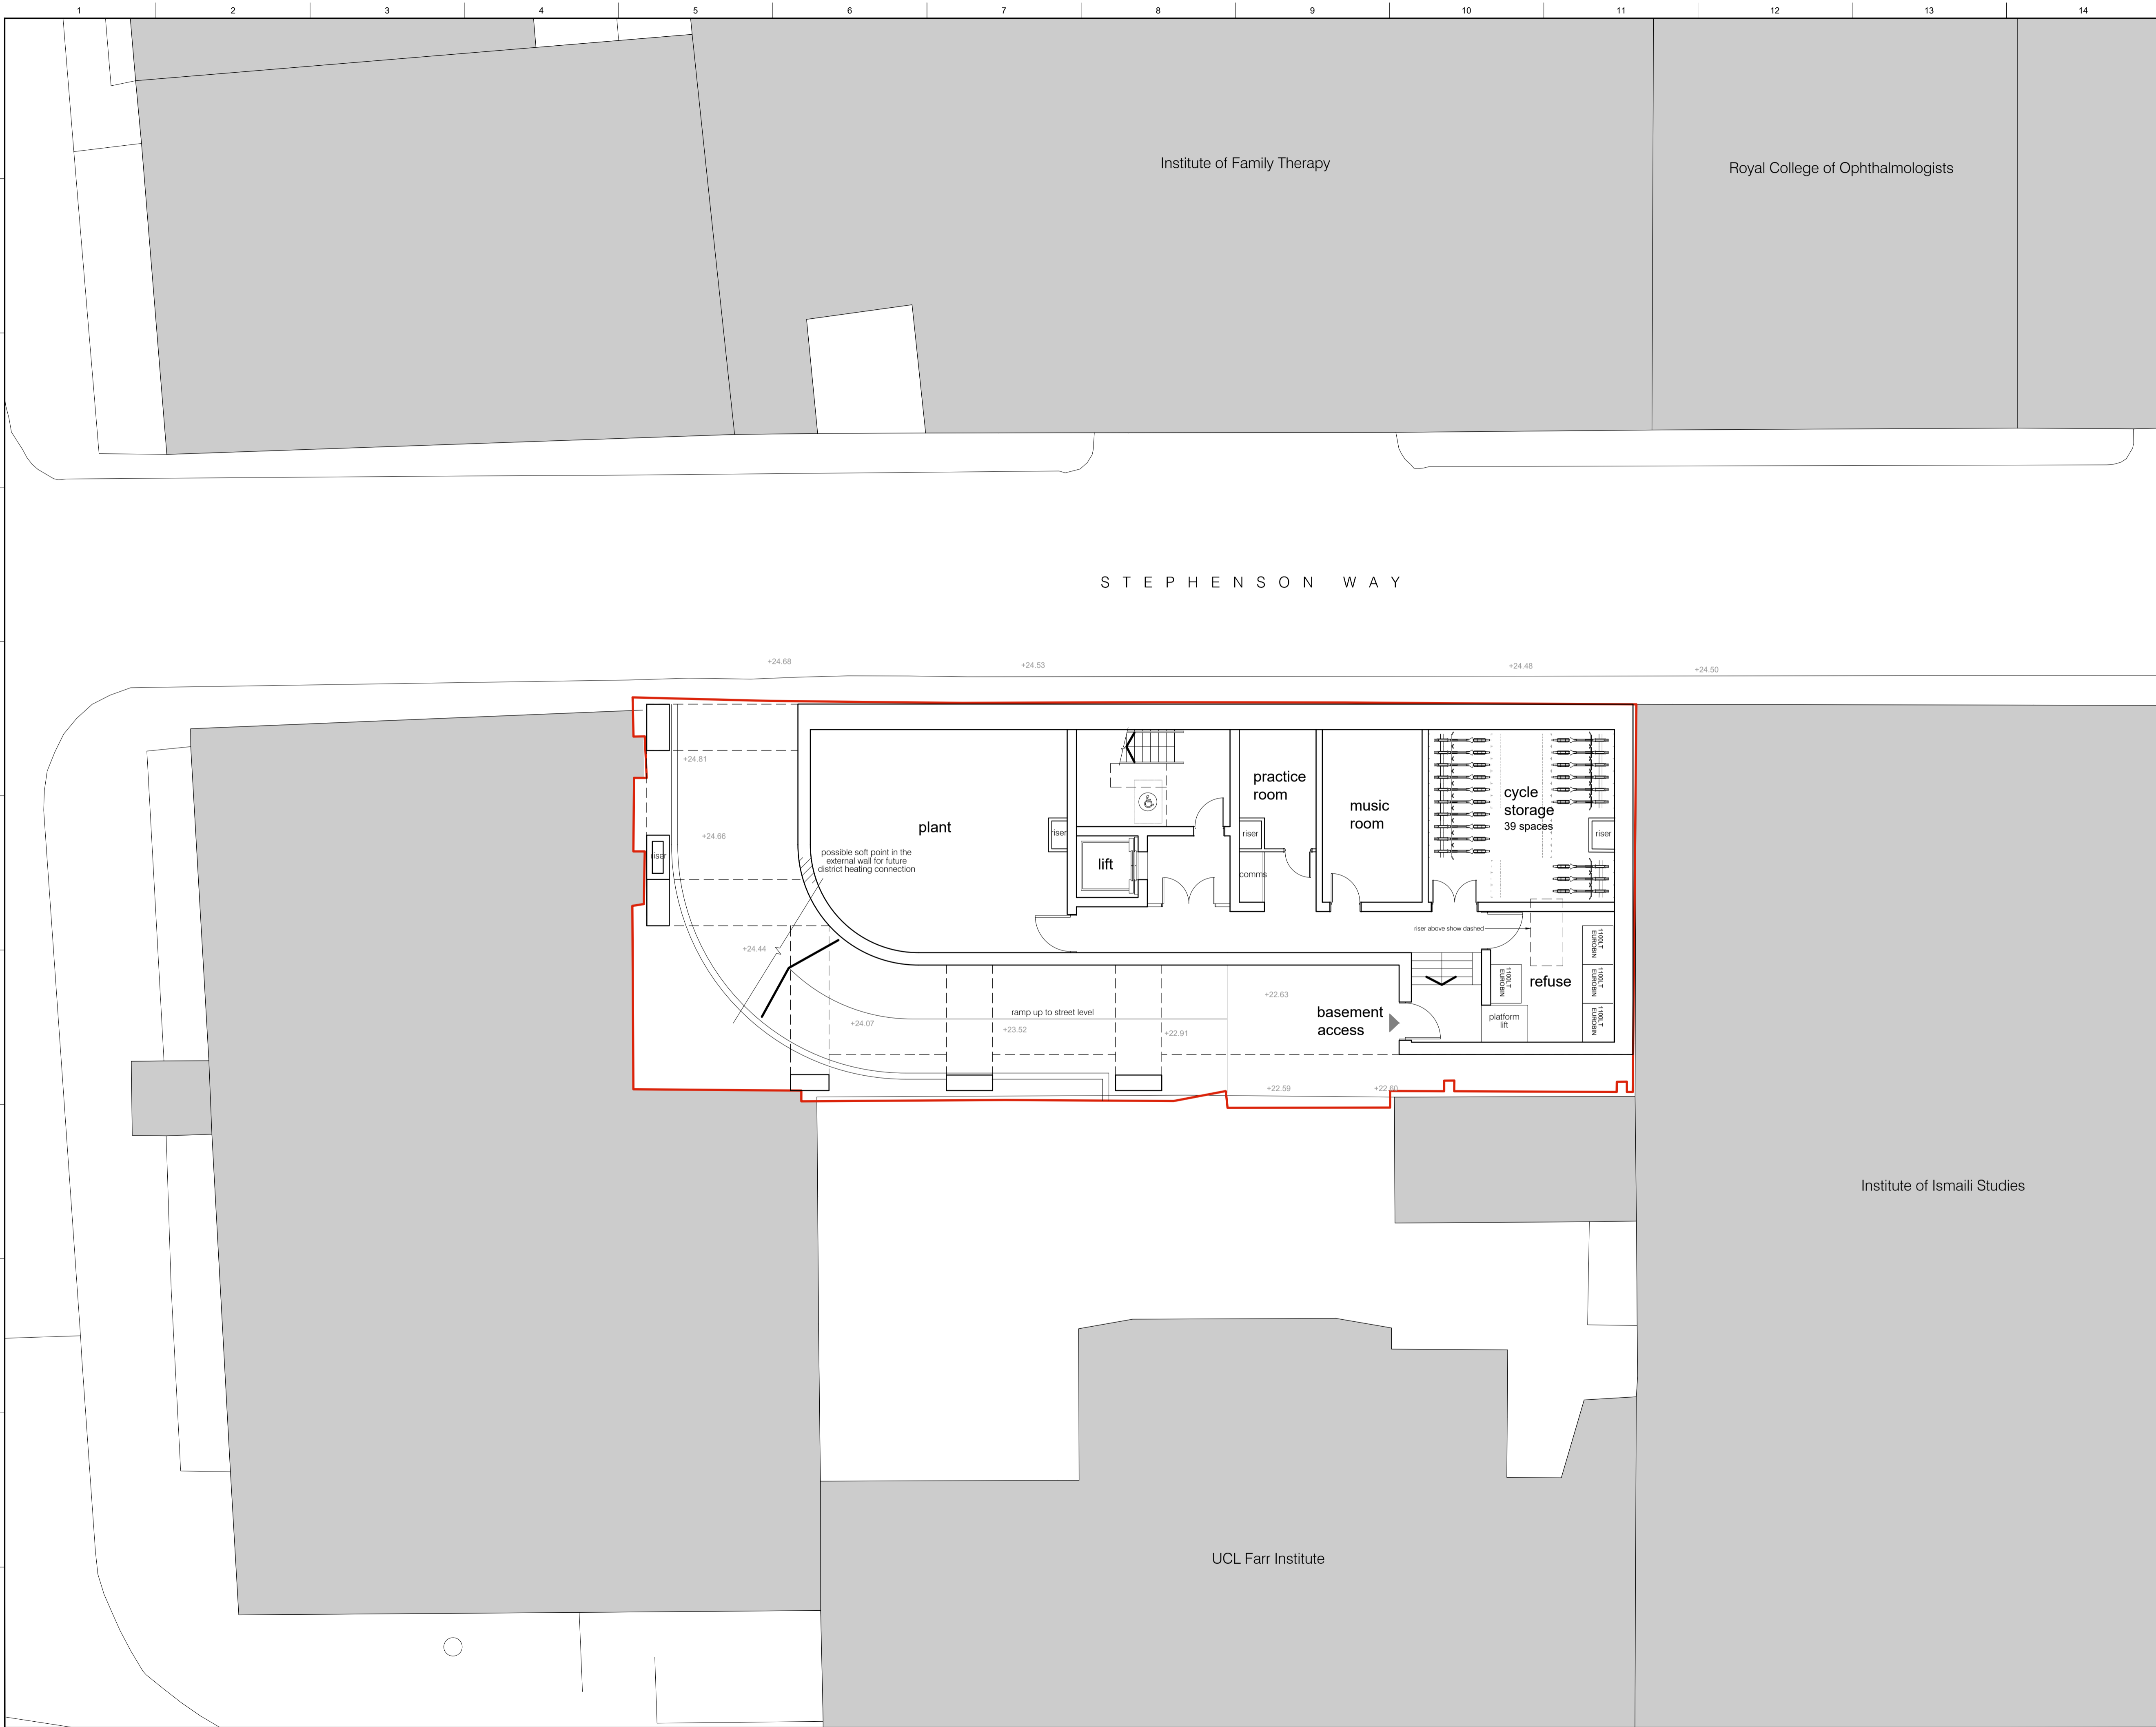 1 2 3 4 5 6 7 8 9 10 11 12 13 14
Institute of Family Therapy
Royal College of Ophthalmologists
STEPHENSON WAY
+24.68
+24.53
+24.48
+24.50
+24.81
+24.66
riser
plant
possible soft point in the
external wall for future
district heating connection
riser
lift
practice
room
riser
comms
music
room
cycle
storage
39 spaces
riser
riser above show dashed
1100LT
EUROBIN
1100LT
EUROBIN
1100LT
EUROBIN
1100LT
EUROBIN
refuse
platform
lift
basement
access
+24.44
+24.07
ramp up to street level
+23.52
+22.91
+22.63
+22.59
+22.60
Institute of Ismaili Studies
UCL Farr Institute